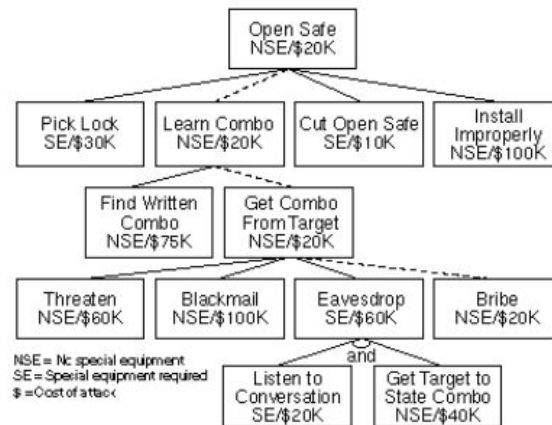 Open Safe
NSE/$20K
Pick Lock
SE/$30K
Learn Combo
NSE/$20K
Cut Open Safe
SE/$10K
Install
Improperly
NSE/$100K
Find Written
Combo
NSE/$75K
Get Combo
From Target
NSE/$20K
Threaten
NSE/$60K
Blackmail
NSE/$100K
Eavesdrop
SE/$60K
Bribe
NSE/$20K
and
NSE = Nc special equipment
SE = Special equipment required
$ = Cost of attack
Listen to
Conversation
SE/$20K
Get Target to
State Combo
NSE/$40K